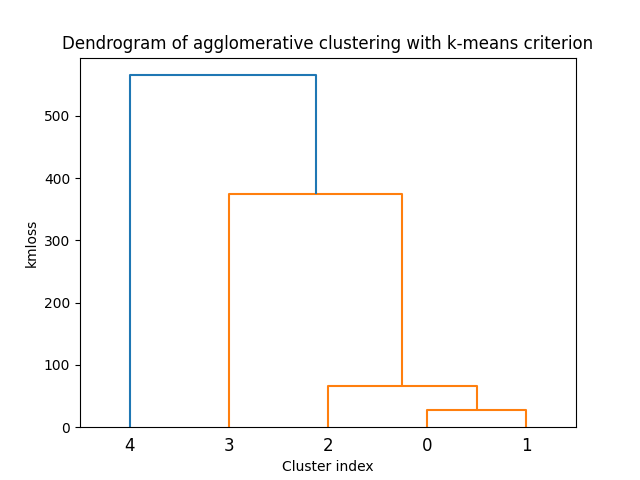 Dendrogram of agglomerative clustering with k-means criterion
500
400
300
200
100
0
kmloss
4 3 2 0 1
Cluster index